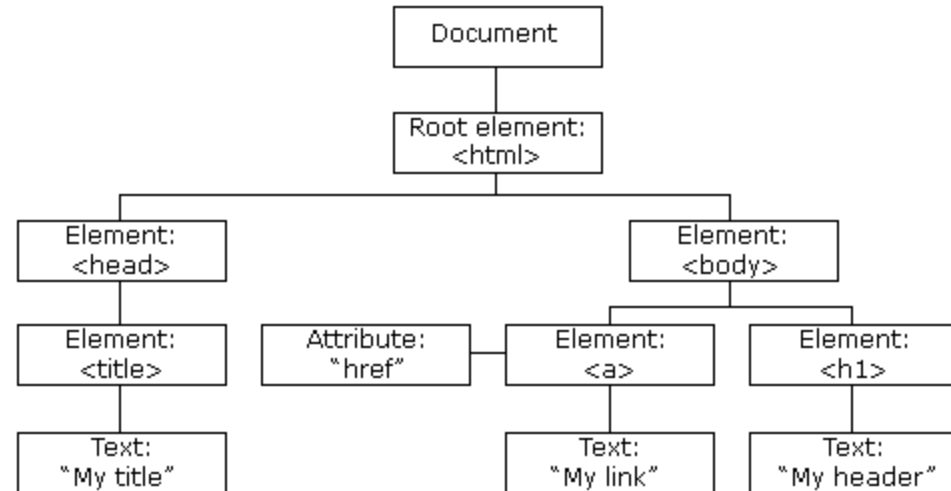 Document
Root element:
<html>
Element:
<head>
Element:
<body>
Element:
<title>
Attribute:
“href”
Element:
<a>
Element:
<h1>
Text:
“My title”
Text:
“My link”
Text:
“My header”